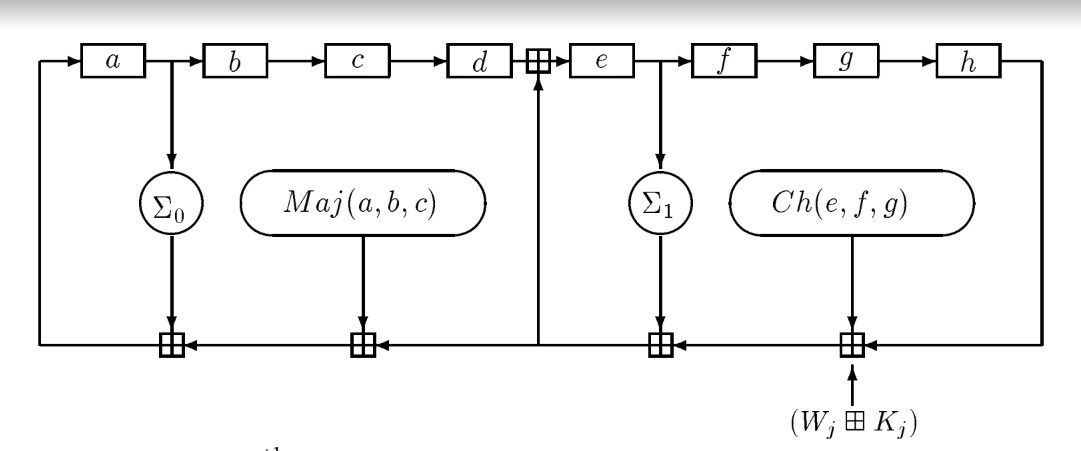 a b c d e f g h
Σ₀ Maj(a, b, c) Σ₁ Ch(e, f, g)
(Wⱼ ⊞ Kⱼ)